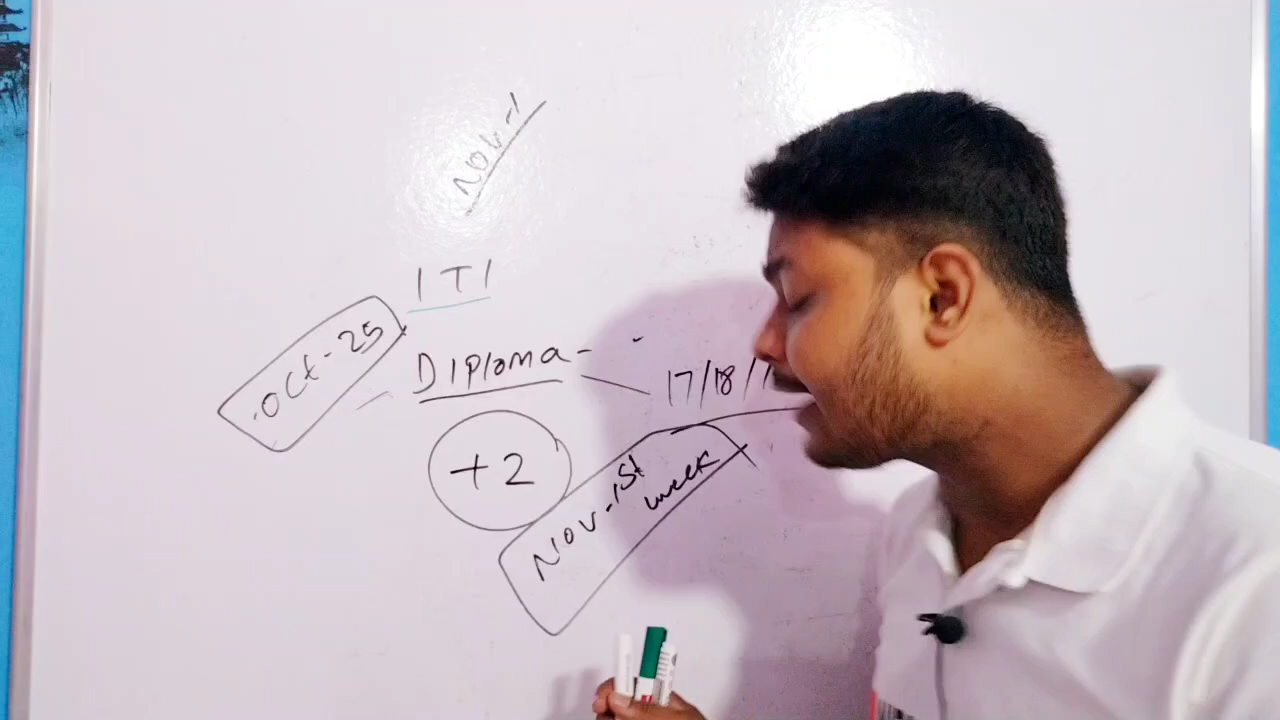 Nov-1
ITI
.Oct-25
Diploma-
17/18/1
+2
Nov-1st
week